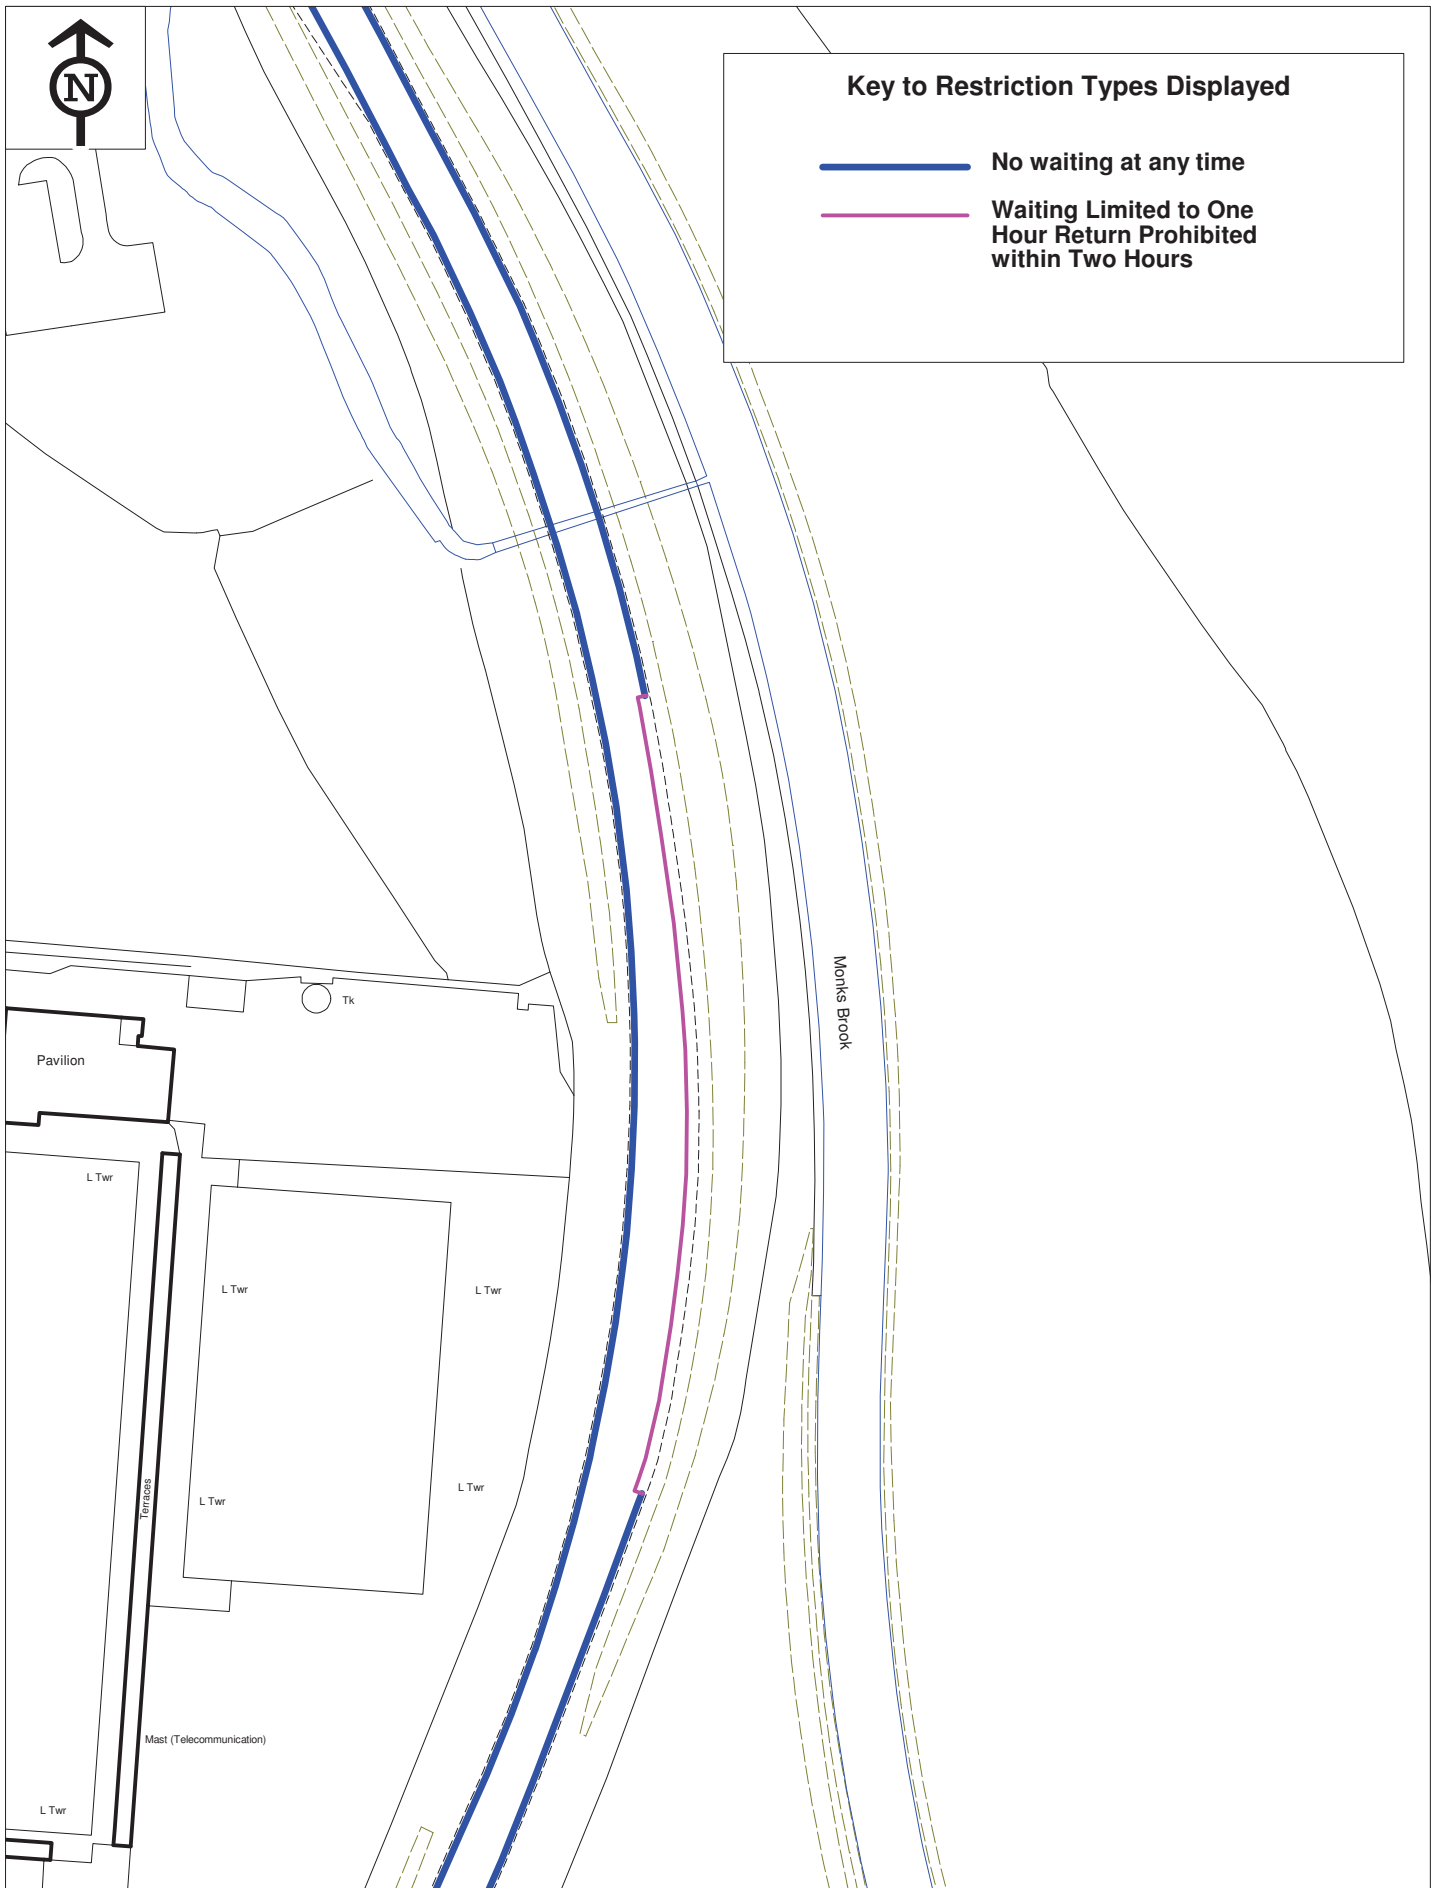 N
Key to Restriction Types Displayed
No waiting at any time
Waiting Limited to One
Hour Return Prohibited
within Two Hours
Monks Brook
Tk
Pavilion
L Twr
L Twr
L Twr
Terraces
L Twr
L Twr
Mast (Telecommunication)
L Twr